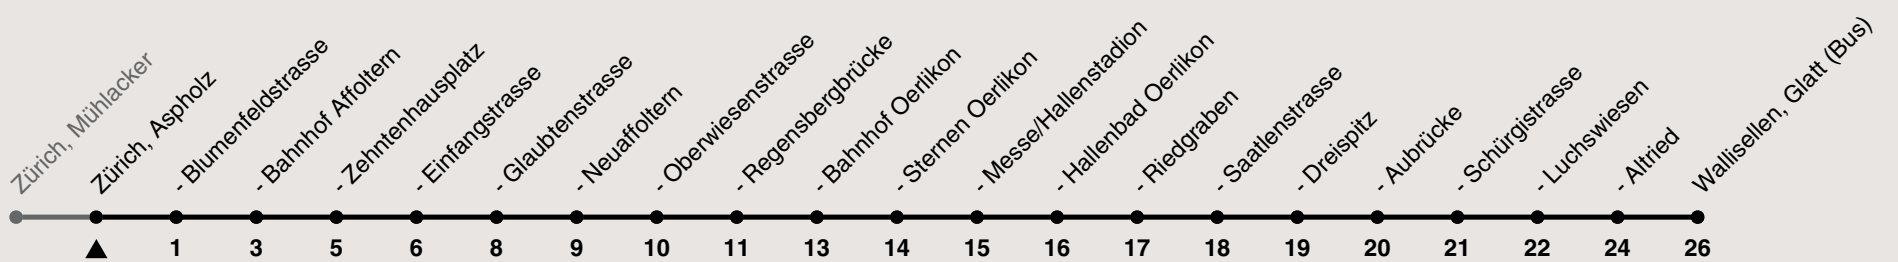 Zürich, Mühlacker
Zürich, Aspholz
- Blumenfeldstrasse
- Bahnhof Affoltern
- Zehntenhausplatz
- Einfangstrasse
- Glaubtenstrasse
- Neuaffoltern
- Oberwiesenstrasse
- Regensbergbrücke
- Bahnhof Oerlikon
- Sternen Oerlikon
- Messe/Hallenstadion
- Hallenbad Oerlikon
- Riedgraben
- Saatlenstrasse
- Dreispitz
- Aubrücke
- Schürgistrasse
- Luchswiesen
- Altried
Wallisellen, Glatt (Bus)
1 3 5 6 8 9 10 11 13 14 15 16 17 18 19 20 21 22 24 26